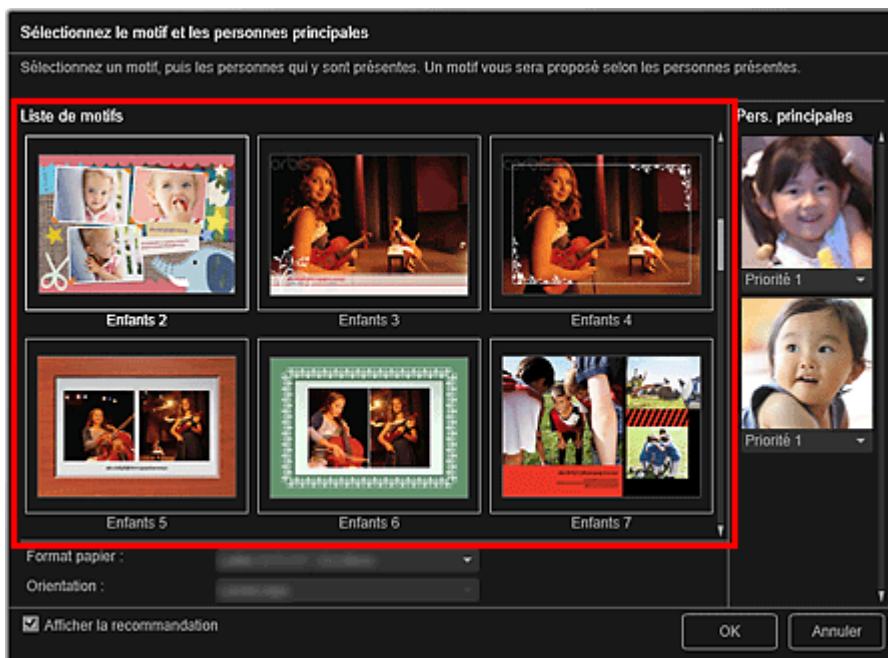 Sélectionnez le motif et les personnes principales
Sélectionnez un motif, puis les personnes qui y sont présentes. Un motif vous sera proposé selon les personnes présentes.
Liste de motifs
Pers. principales
Enfants 2
Enfants 3
Enfants 4
Priorité 1
Enfants 5
Enfants 6
Enfants 7
Priorité 1
Format papier :
Orientation :
Afficher la recommandation
OK
Annuler